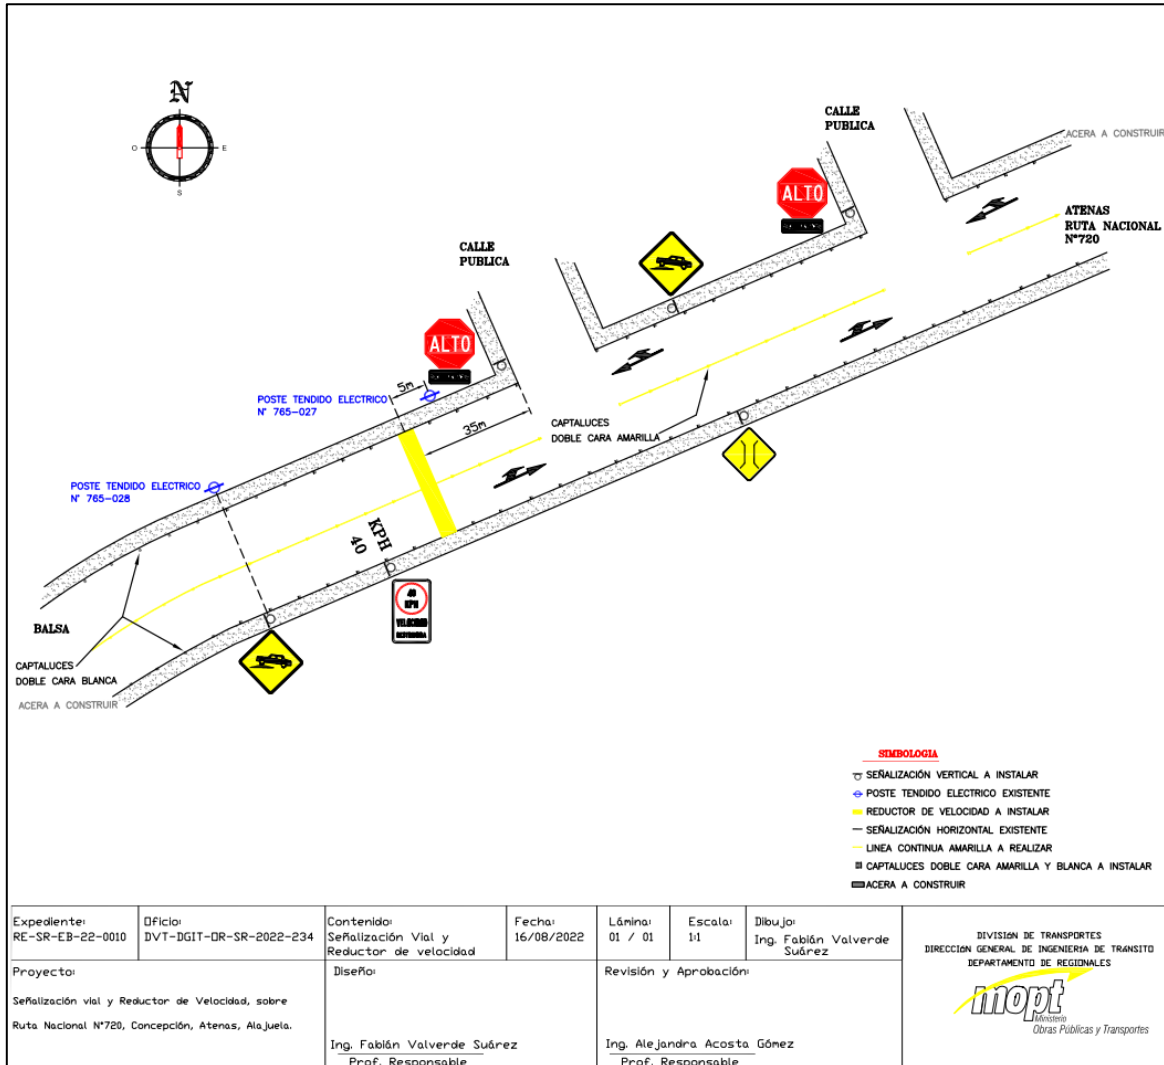 N
O
E
S
CALLE
PUBLICA
ACERA A CONSTRUIR
ALTO
ATENAS
RUTA NACIONAL
N°720
CALLE
PUBLICA
ALTO
5m
POSTE TENDIDO ELECTRICO
N° 765-027
35m
CAPTALUCES
DOBLE CARA AMARILLA
POSTE TENDIDO ELECTRICO
N° 765-028
KPH
40
40
KPH
VELOCIDAD
RESTRINGIDA
BALSA
CAPTALUCES
DOBLE CARA BLANCA
ACERA A CONSTRUIR
SIMBOLOGIA
SEÑALIZACIÓN VERTICAL A INSTALAR
POSTE TENDIDO ELECTRICO EXISTENTE
REDUCTOR DE VELOCIDAD A INSTALAR
SEÑALIZACIÓN HORIZONTAL EXISTENTE
LINEA CONTINUA AMARILLA A REALIZAR
CAPTALUCES DOBLE CARA AMARILLA Y BLANCA A INSTALAR
ACERA A CONSTRUIR
Expediente:
RE-SR-EB-22-0010
Oficio:
DVT-DGIT-OR-SR-2022-234
Contenido:
Señalización Vial y
Reductor de velocidad
Fecha:
16/08/2022
Lámina:
01 / 01
Escala:
1:1
Dibujo:
Ing. Fabián Valverde
Suárez
DIVISIÓN DE TRANSPORTES
DIRECCIÓN GENERAL DE INGENIERIA DE TRANSITO
DEPARTAMENTO DE REGIONALES
mopt
Ministerio
Obras Públicas y Transportes
Proyecto:
Señalización vial y Reductor de Velocidad, sobre
Ruta Nacional N°720, Concepción, Atenas, Alajuela.
Diseño:
Ing. Fabián Valverde Suárez
Prof. Responsable
Revisión y Aprobación:
Ing. Alejandra Acosta Gómez
Prof. Responsable